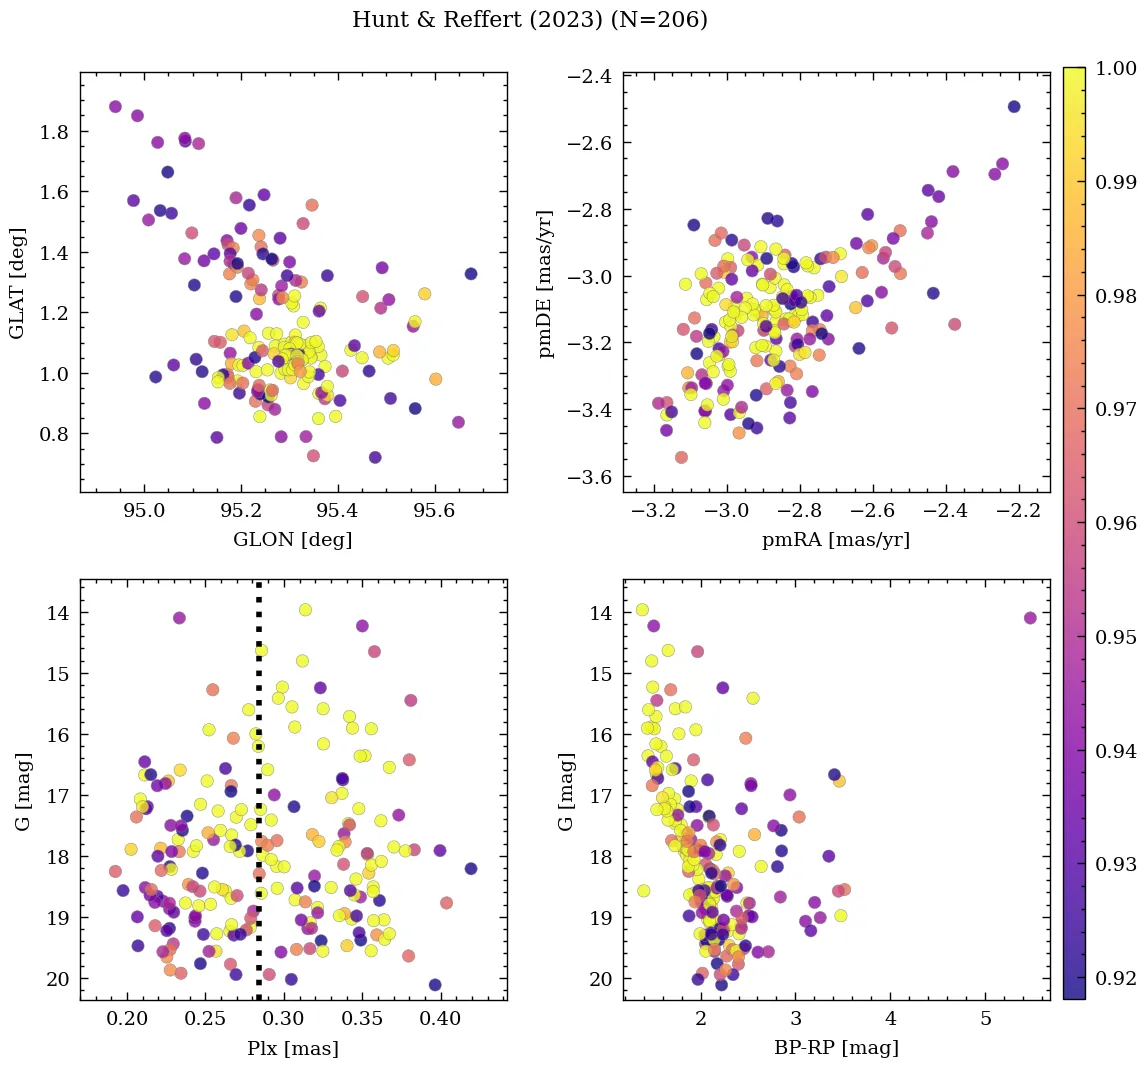 Hunt & Reffert (2023) (N=206)
1.8
1.6
1.4
1.2
1.0
0.8
GLAT [deg]
95.0 95.2 95.4 95.6
GLON [deg]
−2.4
−2.6
−2.8
−3.0
−3.2
−3.4
−3.6
pmDE [mas/yr]
−3.2 −3.0 −2.8 −2.6 −2.4 −2.2
pmRA [mas/yr]
14
15
16
17
18
19
20
G [mag]
0.20 0.25 0.30 0.35 0.40
Plx [mas]
14
15
16
17
18
19
20
G [mag]
2 3 4 5
BP-RP [mag]
1.00
0.99
0.98
0.97
0.96
0.95
0.94
0.93
0.92